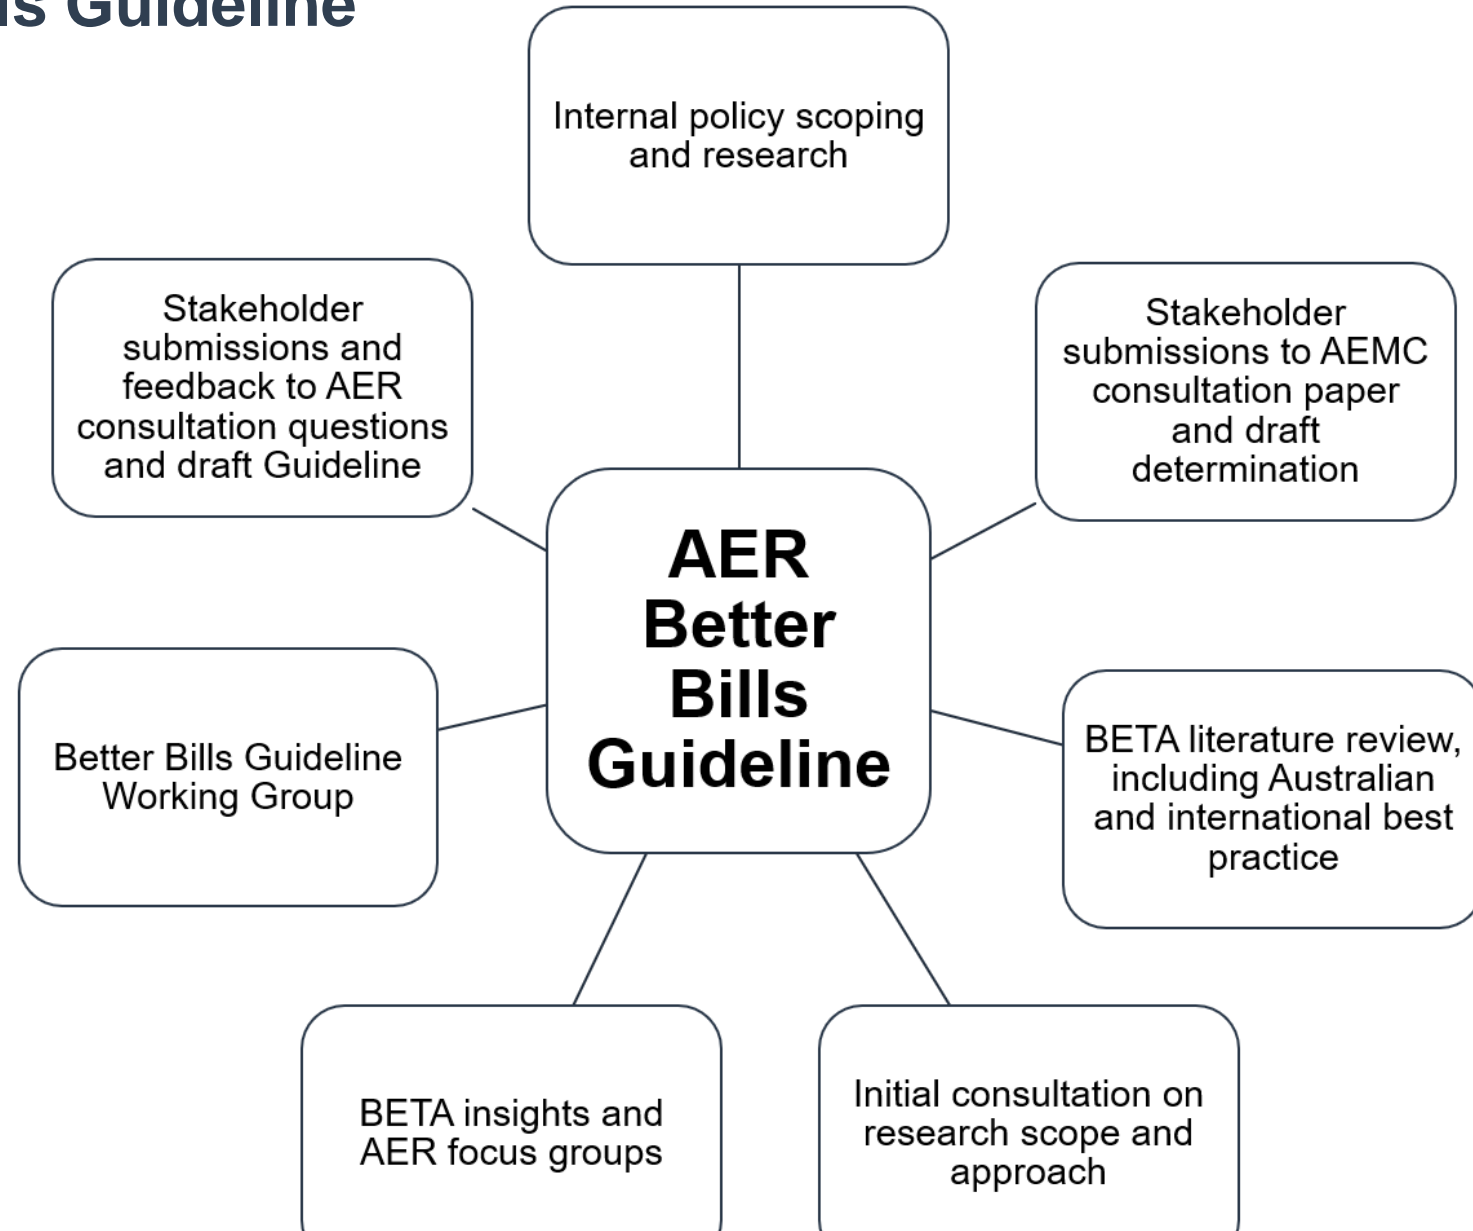 Guideline
Internal policy scoping
and research
Stakeholder
submissions and
feedback to AER
consultation questions
and draft Guideline
Stakeholder
submissions to AEMC
consultation paper
and draft
determination
AER
Better
Bills
Guideline
Better Bills Guideline
Working Group
BETA literature review,
including Australian
and international best
practice
BETA insights and
AER focus groups
Initial consultation on
research scope and
approach